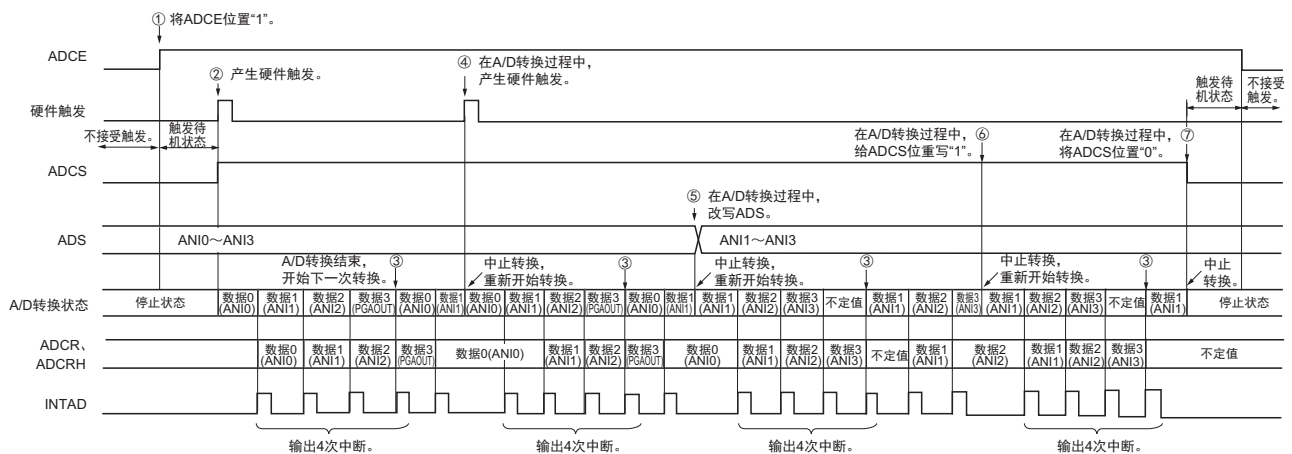 ① 将ADCE位置“1”。
ADCE
② 产生硬件触发。
④ 在A/D转换过程中，
产生硬件触发。
触发待
机状态
不接受
触发。
硬件触发
不接受触发。
触发待
机状态
在A/D转换过程中，⑥
给ADCS位重写“1”。
在A/D转换过程中，⑦
将ADCS位置“0”。
ADCS
⑤ 在A/D转换过程中，
改写ADS。
ADS
ANI0～ANI3
ANI1～ANI3
A/D转换结束，
开始下一次转换。
③
中止转换，
重新开始转换。
③
中止转换，
重新开始转换。
③
中止转换，
重新开始转换。
③
中止
转换。
A/D转换状态
停止状态
数据0 数据1 数据2 数据3 数据0 数据1 数据0 数据1 数据2 数据3 数据0 数据1 数据1 数据2 数据3 不定值 数据1 数据2 数据3 数据1 数据2 数据3 不定值 数据1
(ANI0) (ANI1) (ANI2) (PGAOUT) (ANI0) (ANI1) (ANI0) (ANI1) (ANI2) (PGAOUT) (ANI0) (ANI1) (ANI1) (ANI2) (ANI3) (ANI1) (ANI2) (ANI3) (ANI1) (ANI2) (ANI3) (ANI1)
停止状态
ADCR、
ADCRH
数据0 数据1 数据2 数据3 数据0(ANI0) 数据1 数据2 数据3 数据0 数据1 数据2 数据3 不定值 数据1 数据2 数据1 数据2 数据3 不定值
(ANI0) (ANI1) (ANI2) (PGAOUT) (ANI1) (ANI2) (PGAOUT) (ANI0) (ANI1) (ANI2) (ANI3) (ANI1) (ANI2) (ANI1) (ANI2) (ANI3)
INTAD
输出4次中断。
输出4次中断。
输出4次中断。
输出4次中断。